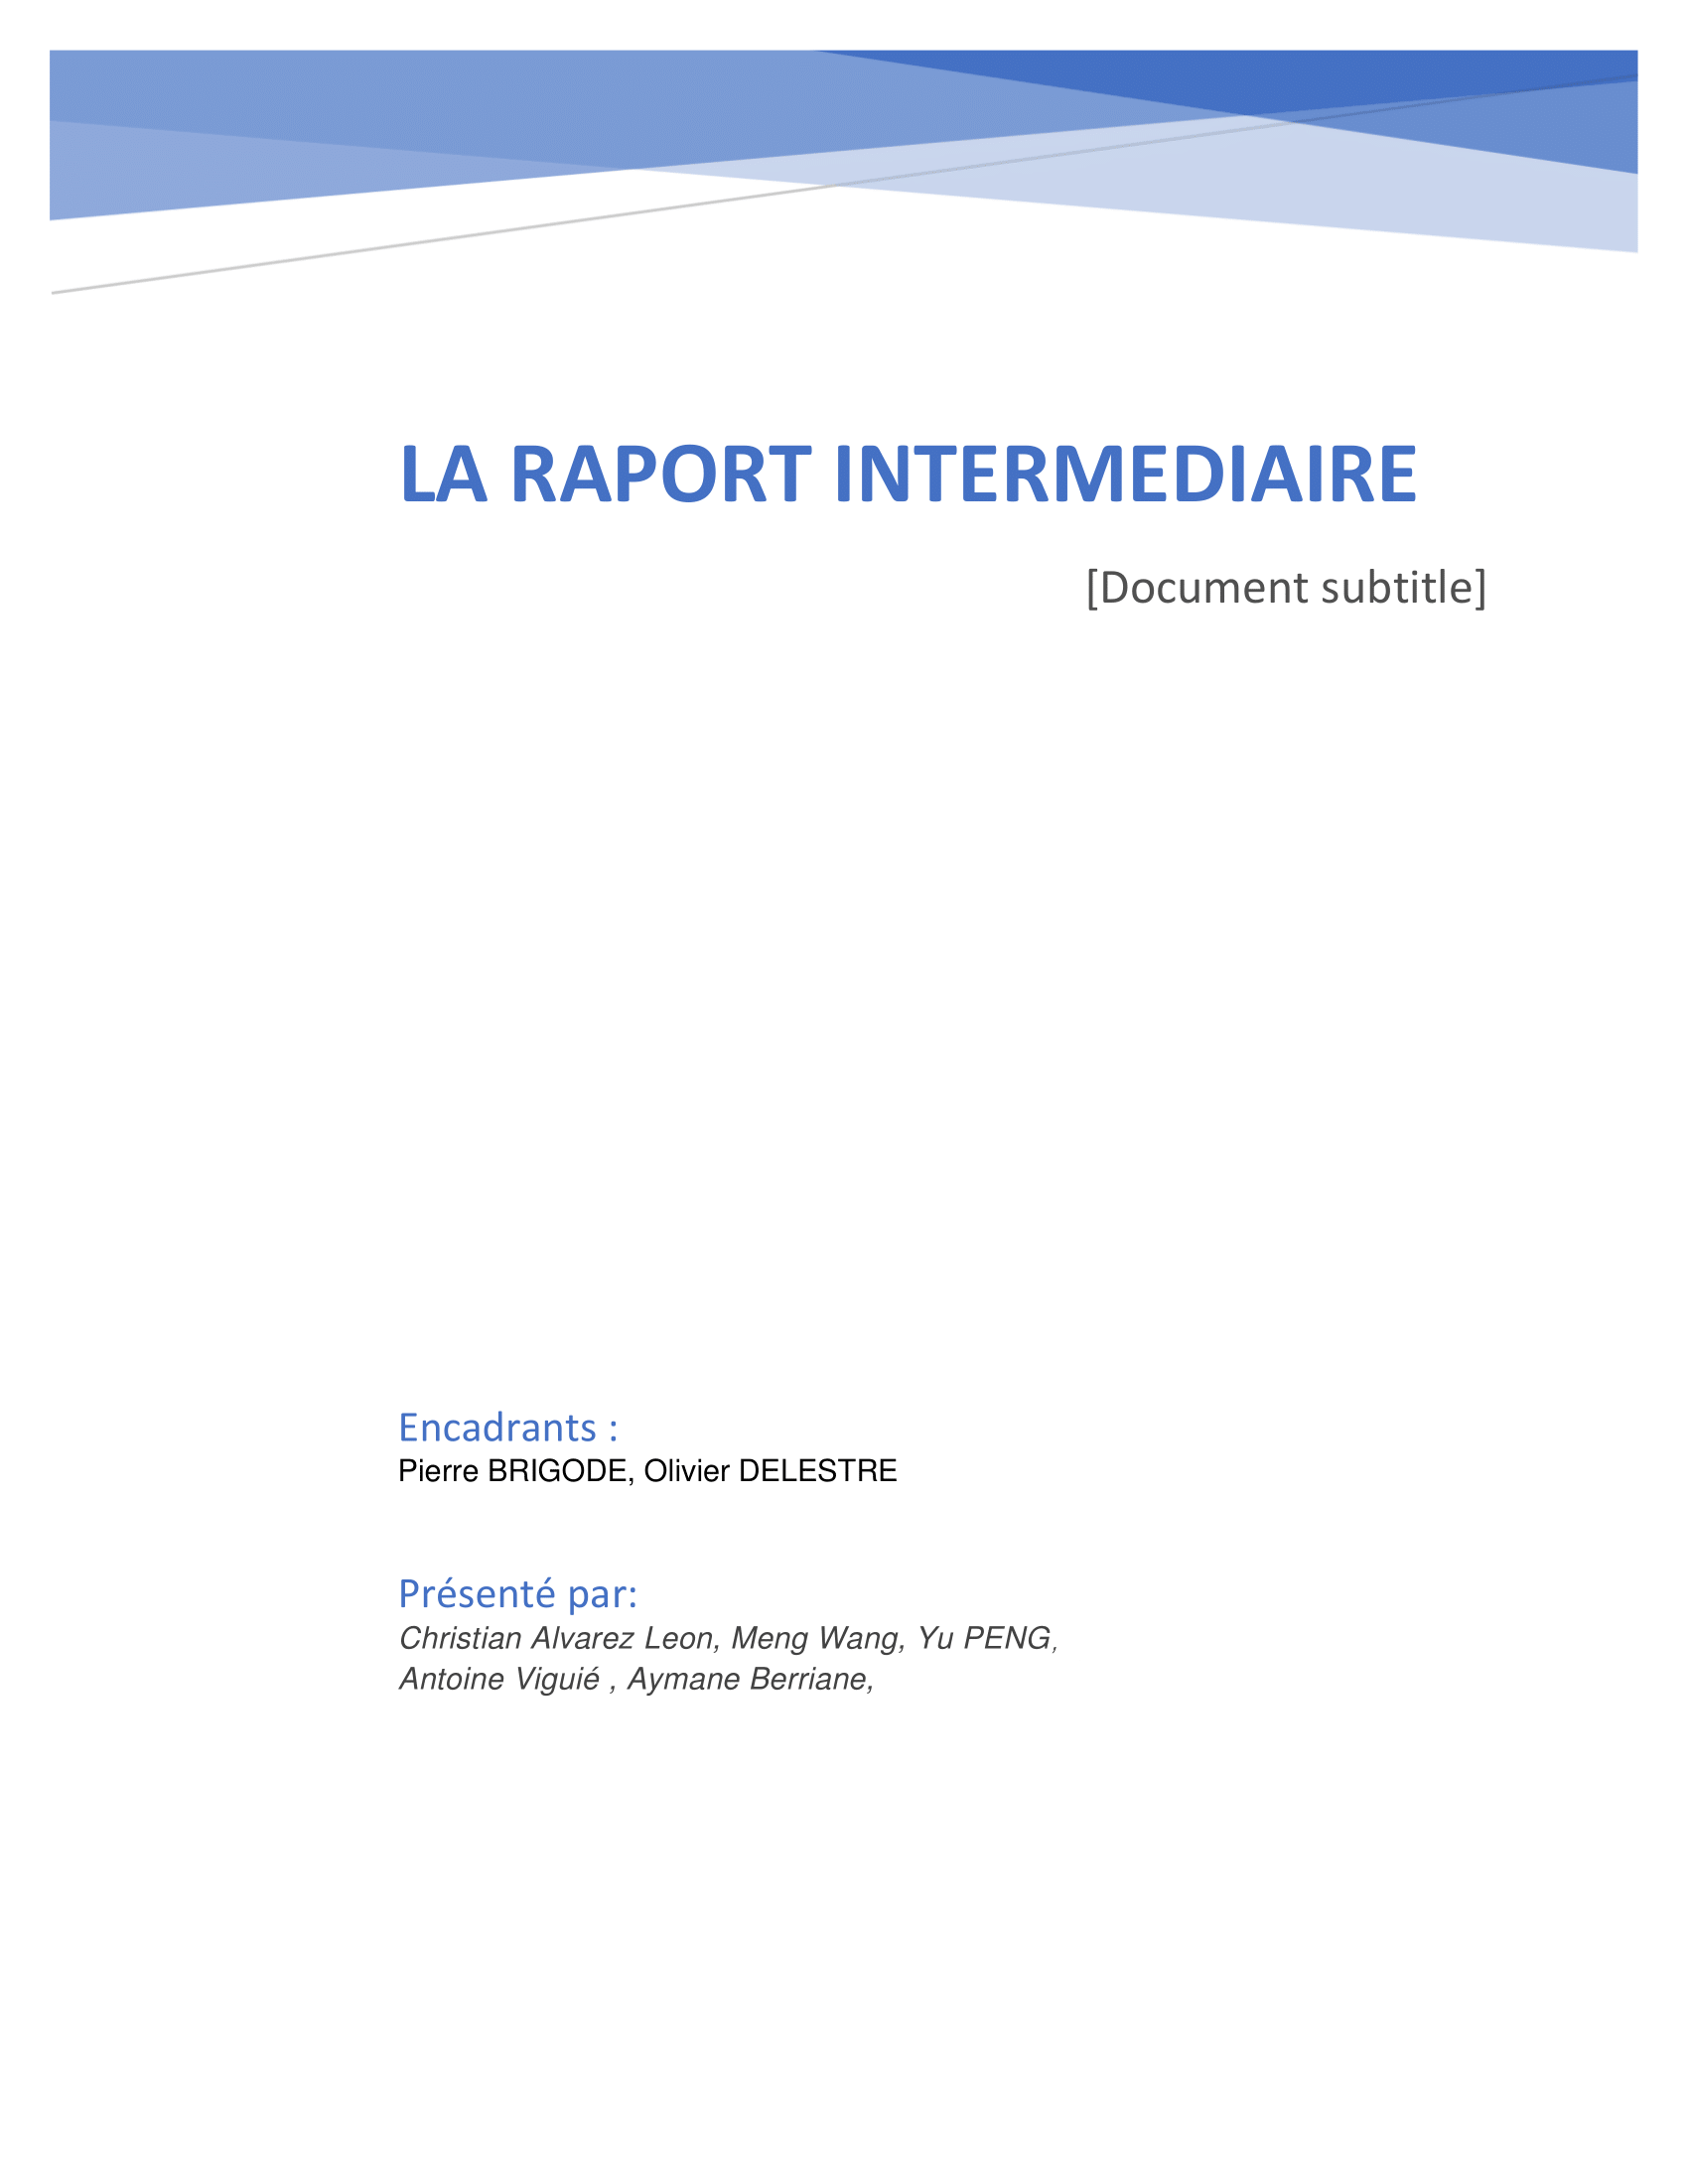 LA RAPORT INTERMEDIAIRE
[Document subtitle]
Encadrants :
Pierre BRIGODE, Olivier DELESTRE
Présenté par:
Christian Alvarez Leon, Meng Wang, Yu PENG,
Antoine Viguié , Aymane Berriane,